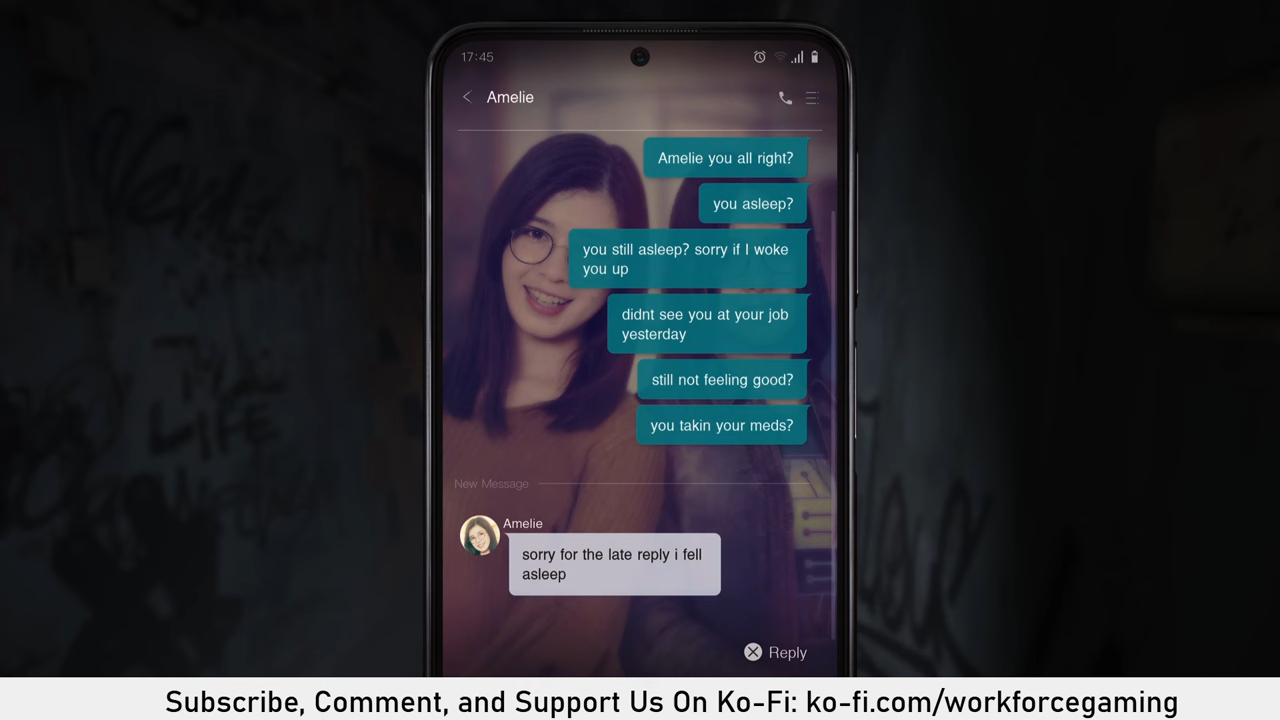 17:45
Amelie
Amelie you all right?
you asleep?
you still asleep? sorry if I woke
you up
didnt see you at your job
yesterday
still not feeling good?
you takin your meds?
New Message
Amelie
sorry for the late reply i fell
asleep
Reply
LIFE
Subscribe, Comment, and Support Us On Ko-Fi: ko-fi.com/workforcegaming